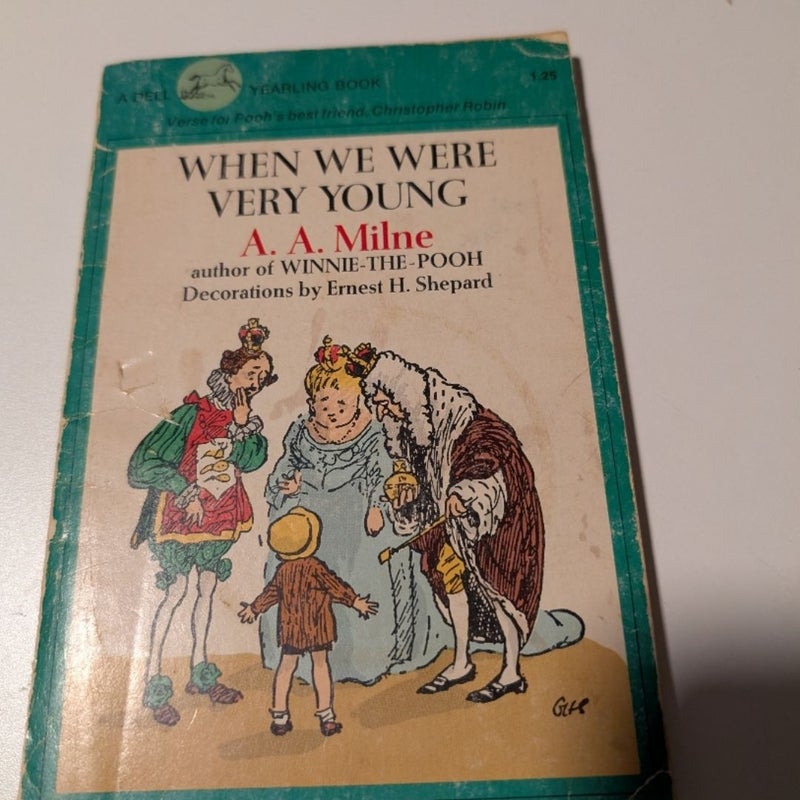 A DELL YEARLING BOOK 1.25
Verse for Pooh's best friend, Christopher Robin
WHEN WE WERE
VERY YOUNG
A. A. Milne
author of WINNIE-THE-POOH
Decorations by Ernest H. Shepard